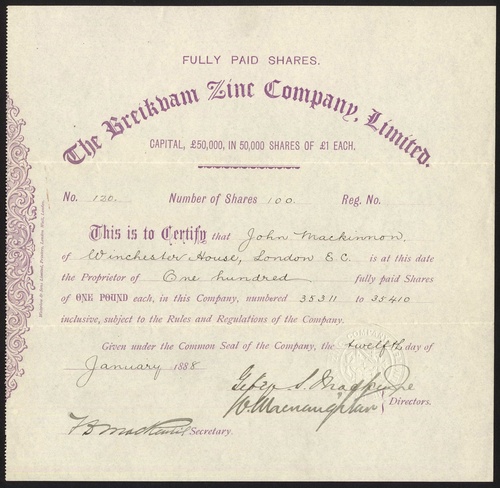 FULLY PAID SHARES.
The Breikvam Zinc Company, Limited.
CAPITAL, £50,000, IN 50,000 SHARES OF £1 EACH.
No. 120. Number of Shares 100. Reg. No.
This is to Certify that John Mackinnon,
of Winchester House, London E.C. is at this date
the Proprietor of One hundred fully paid Shares
of ONE POUND each, in this Company, numbered 35311 to 35410
inclusive, subject to the Rules and Regulations of the Company.
Given under the Common Seal of the Company, the twelfth day of
January 1888
Directors.
Secretary.